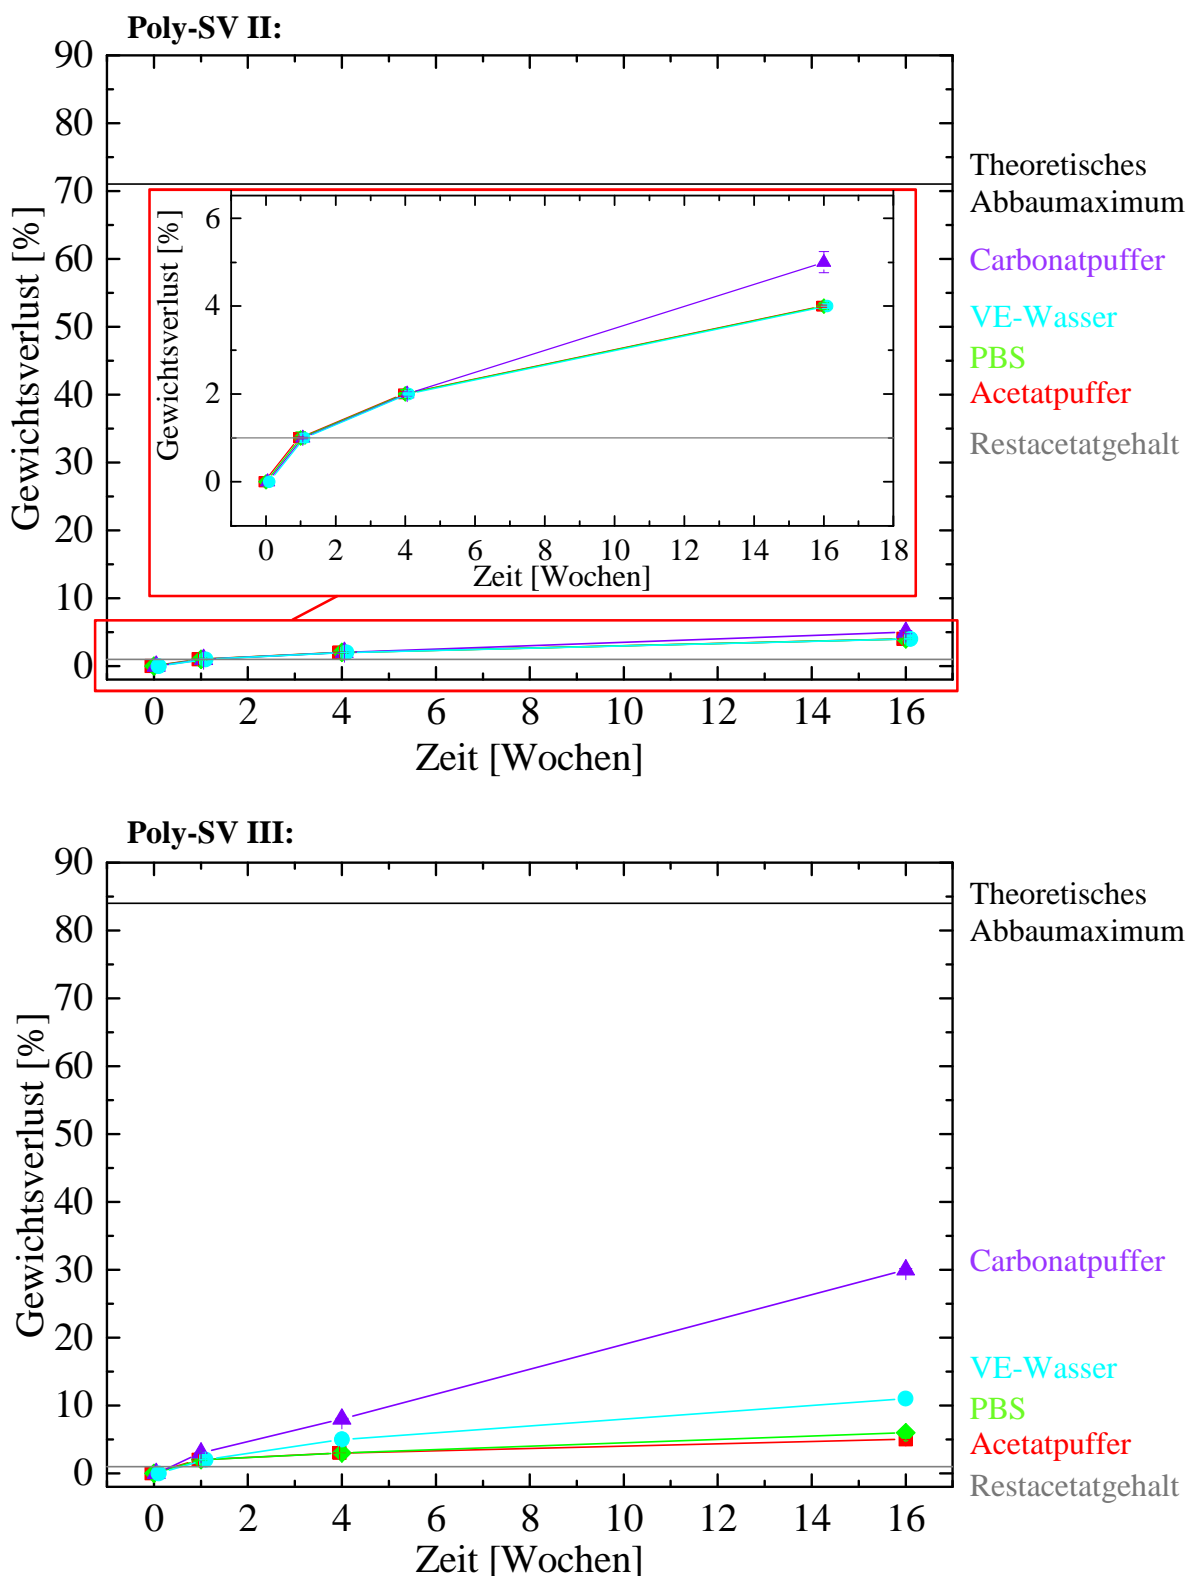 Poly-SV II:
90
80
70
60
50
40
30
20
10
0
Gewichtsverlust [%]
0 2 4 6 8 10 12 14 16
Zeit [Wochen]
6
4
2
0
Gewichtsverlust [%]
0 2 4 6 8 10 12 14 16 18
Zeit [Wochen]
Theoretisches
Abbaumaximum
Carbonatpuffer
VE-Wasser
PBS
Acetatpuffer
Restacetatgehalt
Poly-SV III:
90
80
70
60
50
40
30
20
10
0
Gewichtsverlust [%]
0 2 4 6 8 10 12 14 16
Zeit [Wochen]
Theoretisches
Abbaumaximum
Carbonatpuffer
VE-Wasser
PBS
Acetatpuffer
Restacetatgehalt